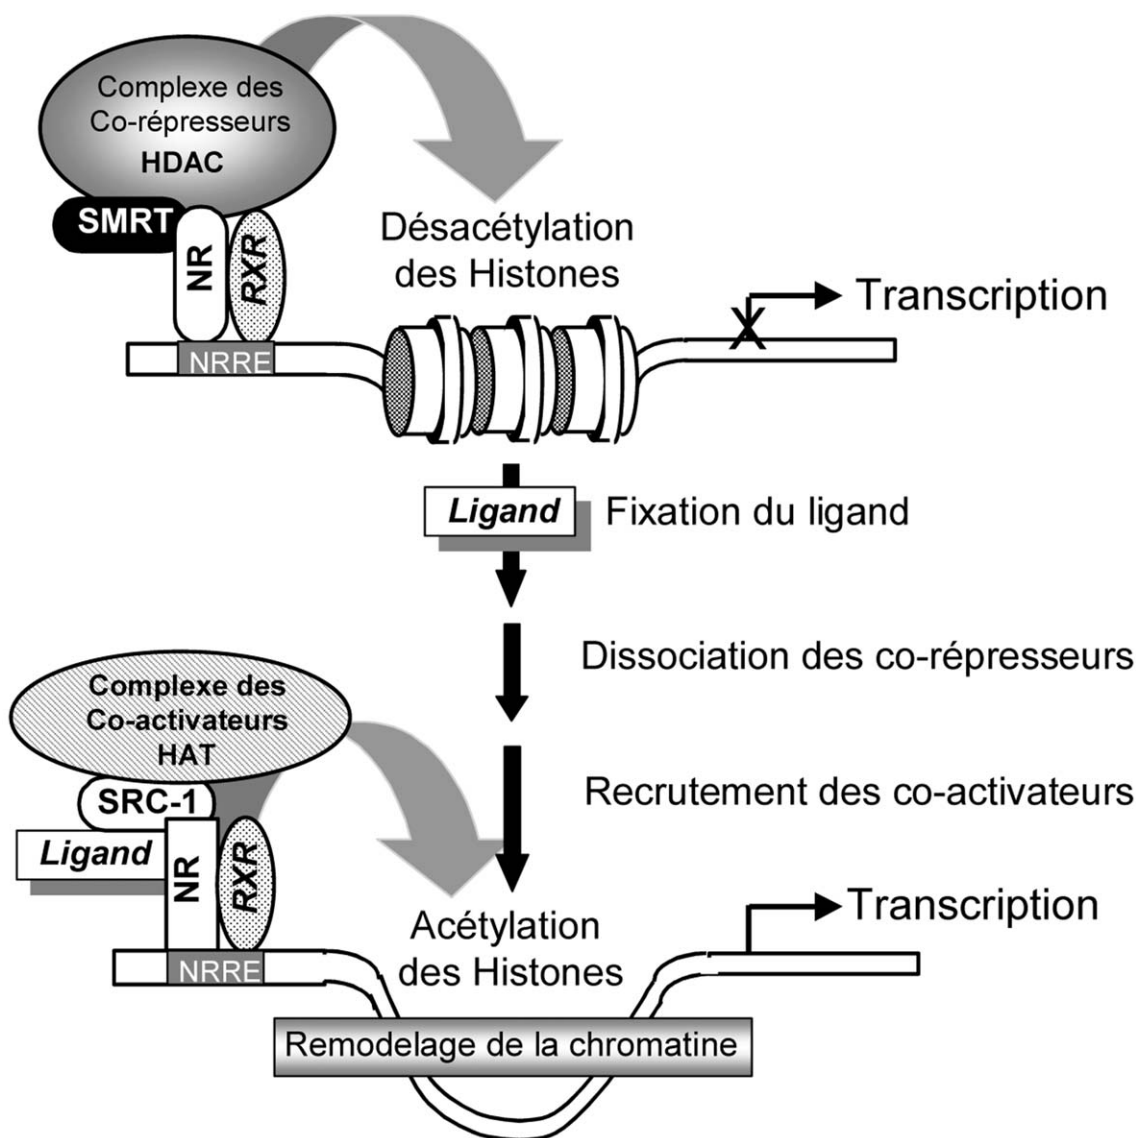 Complexe des
Co-répresseurs
HDAC
SMRT
NR
RXR
NRRE
Désacétylation
des Histones
X
Transcription
Ligand
Fixation du ligand
Dissociation des co-répresseurs
Recrutement des co-activateurs
Complexe des
Co-activateurs
HAT
SRC-1
Ligand
NR
RXR
NRRE
Acétylation
des Histones
Transcription
Remodelage de la chromatine